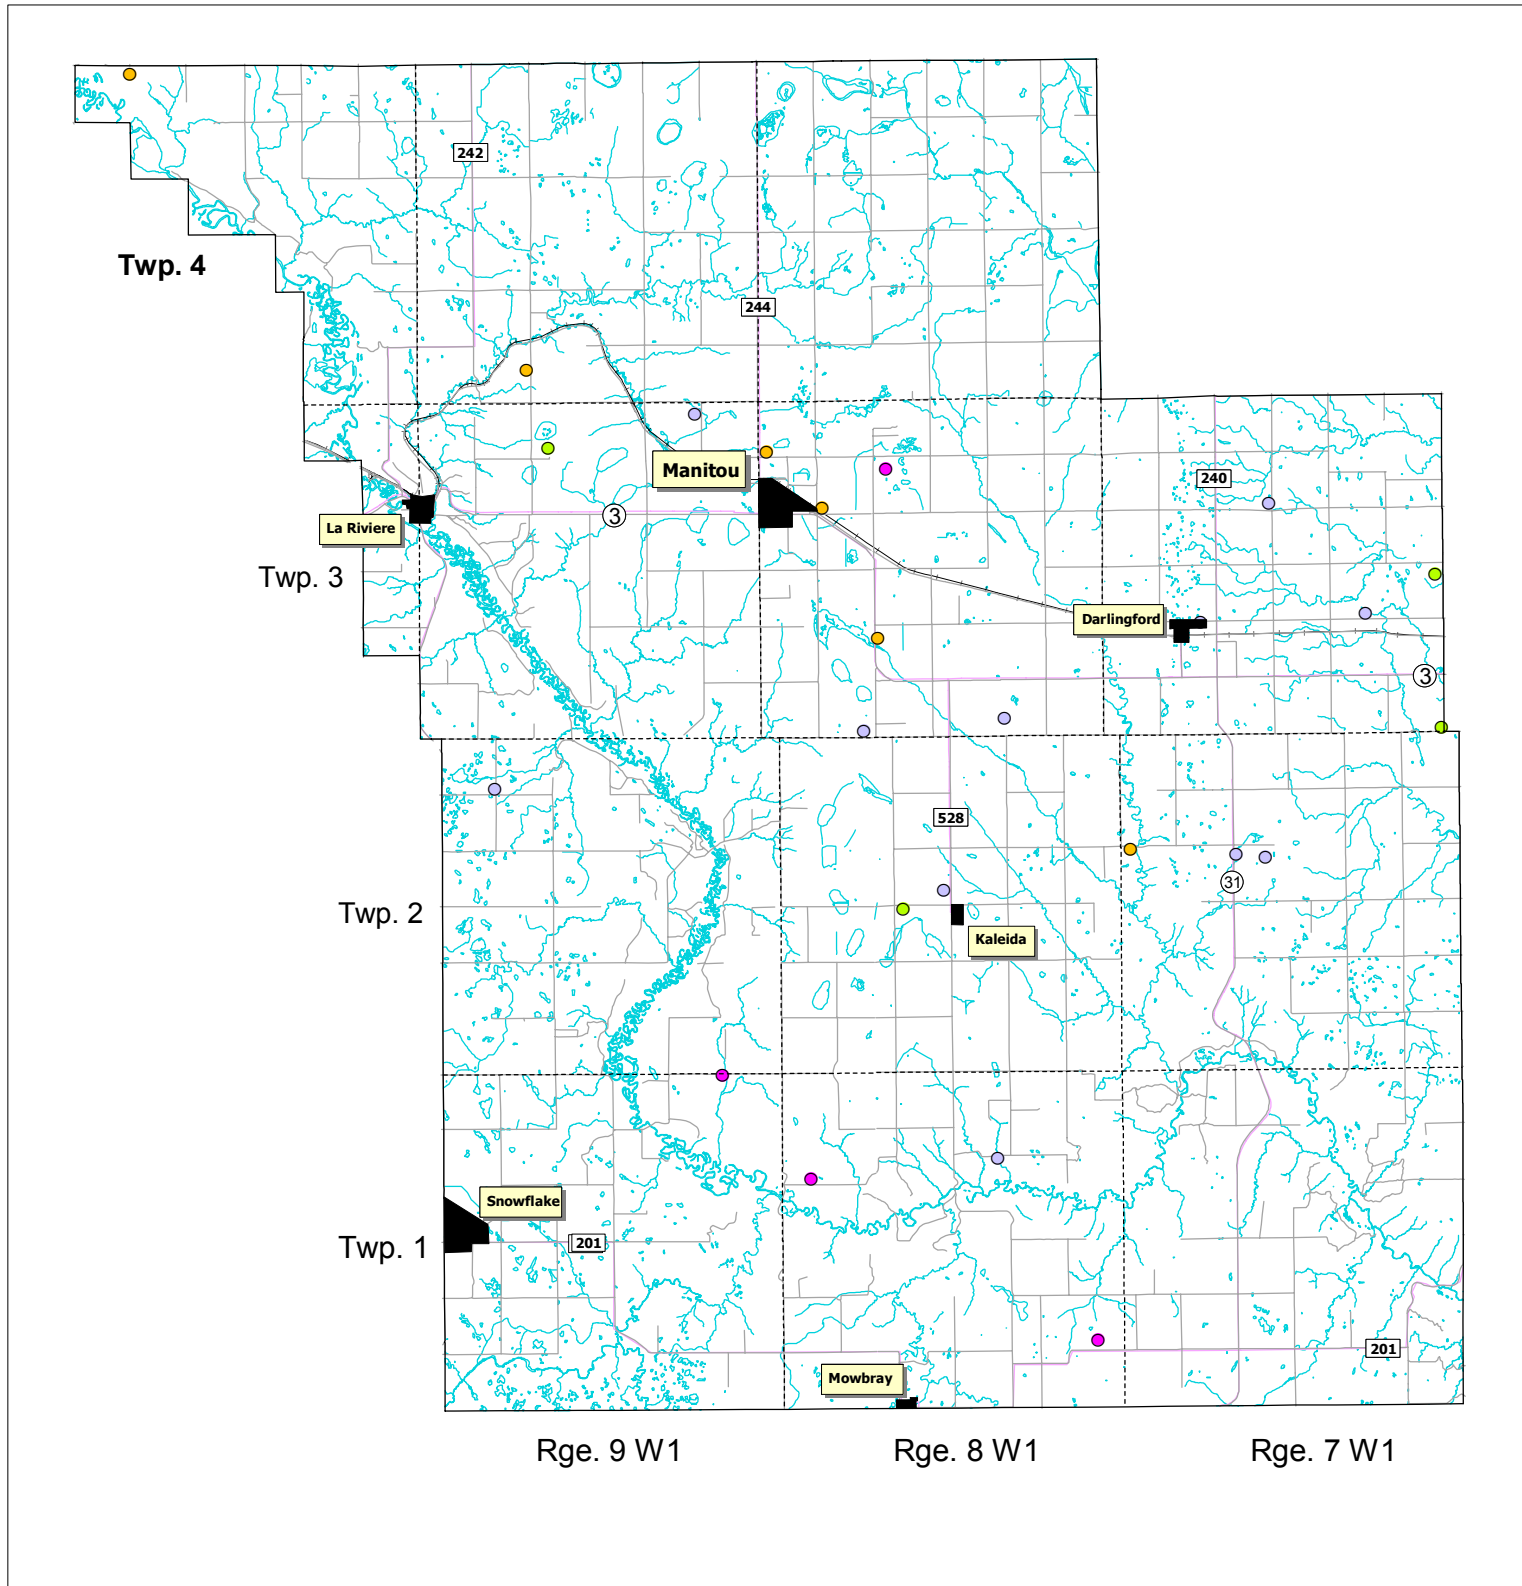 242
Twp. 4
244
Manitou
240
La Riviere
3
Twp. 3
Darlingford
3
528
31
Twp. 2
Kaleida
Snowflake
Twp. 1
201
201
Mowbray
Rge. 9 W1
Rge. 8 W1
Rge. 7 W1